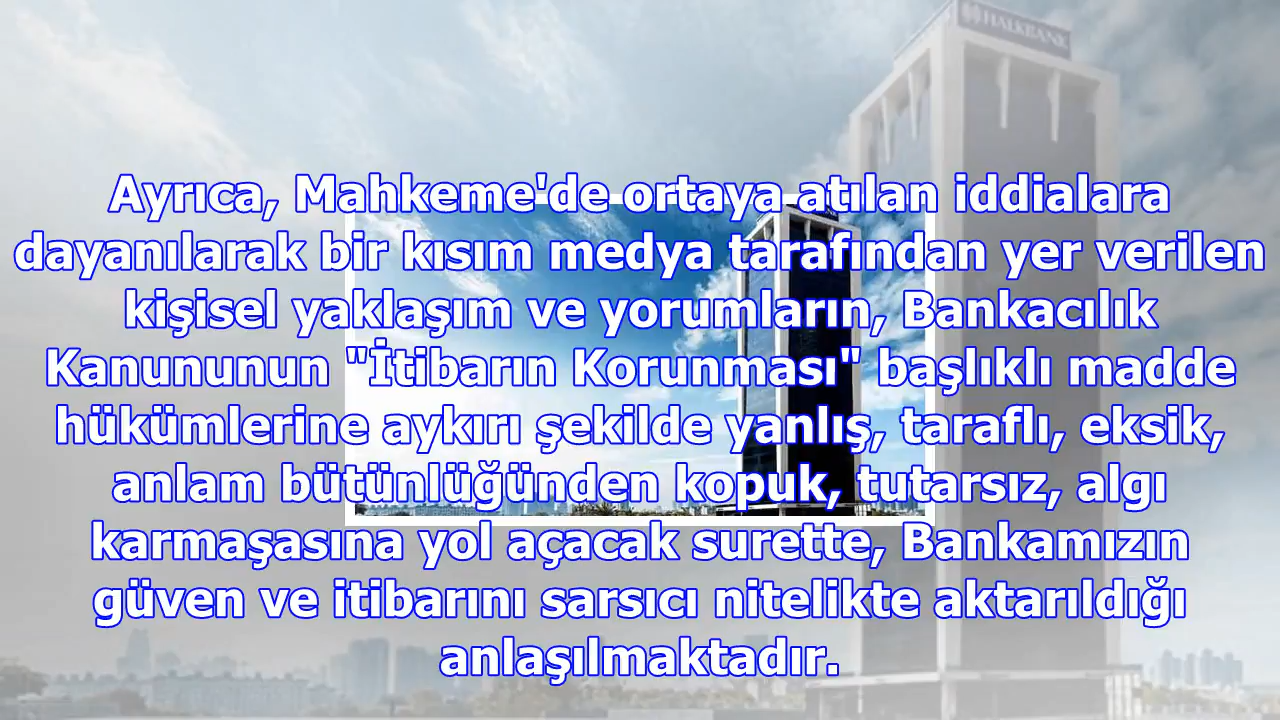 HALKBANK
Ayrıca, Mahkeme'de ortaya atılan iddialara
dayanılarak bir kısım medya tarafından yer verilen
kişisel yaklaşım ve yorumların, Bankacılık
Kanununun "İtibarın Korunması" başlıklı madde
hükümlerine aykırı şekilde yanlış, taraflı, eksik,
anlam bütünlüğünden kopuk, tutarsız, algı
karmaşasına yol açacak surette, Bankamızın
güven ve itibarını sarsıcı nitelikte aktarıldığı
anlaşılmaktadır.